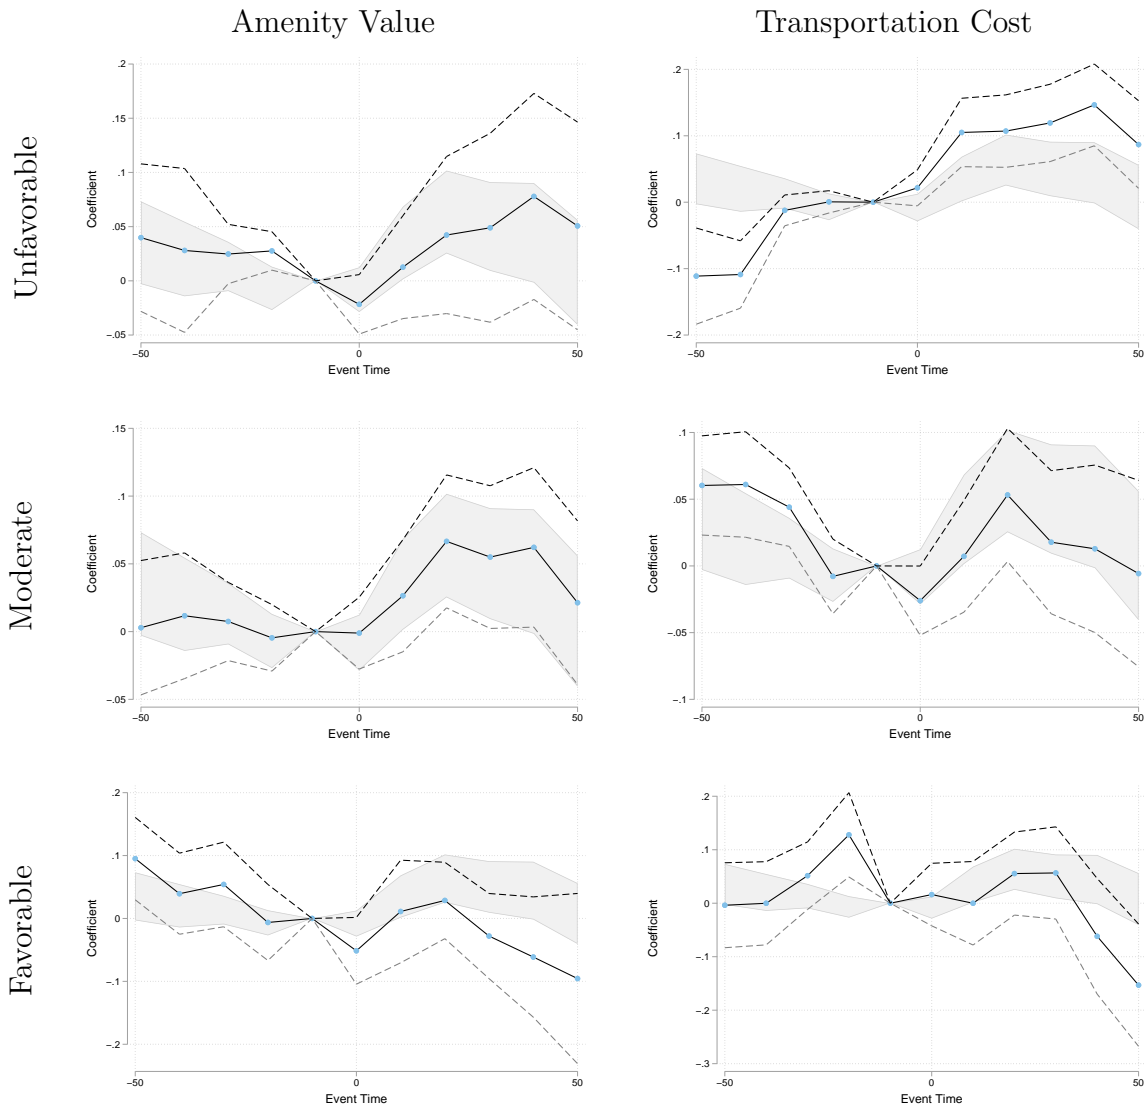 Amenity Value
Transportation Cost
Unfavorable
Coefficient
.2
.15
.1
.05
0
−.05
−50
0
50
Event Time
Coefficient
.2
.1
0
−.1
−.2
−50
0
50
Event Time
Moderate
Coefficient
.15
.1
.05
0
−.05
−50
0
50
Event Time
Coefficient
.1
.05
0
−.05
−.1
−50
0
50
Event Time
Favorable
Coefficient
.2
.1
0
−.1
−.2
−50
0
50
Event Time
Coefficient
.2
.1
0
−.1
−.2
−.3
−50
0
50
Event Time